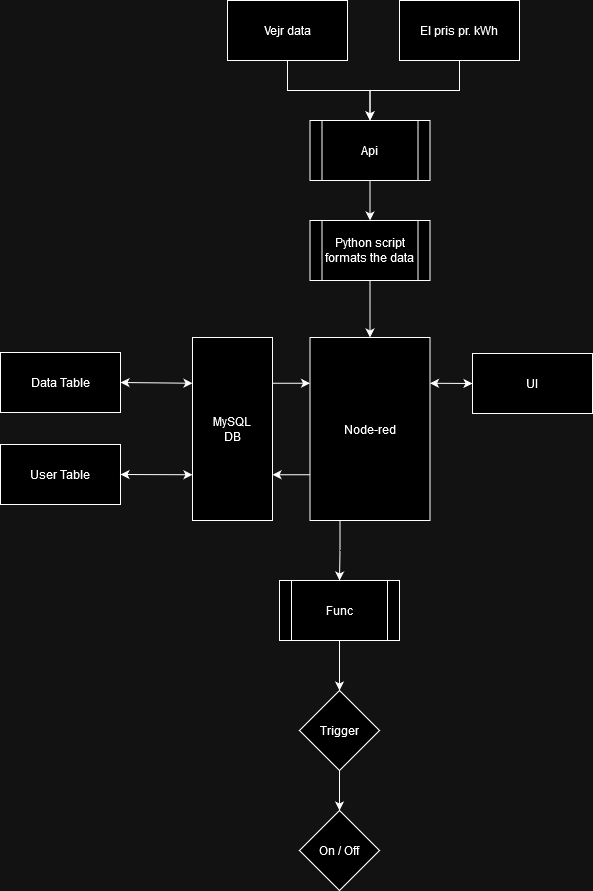 Vejr data
El pris pr. kWh
Api
Python script
formats the data
Data Table
MySQL
DB
Node-red
UI
User Table
Func
Trigger
On / Off